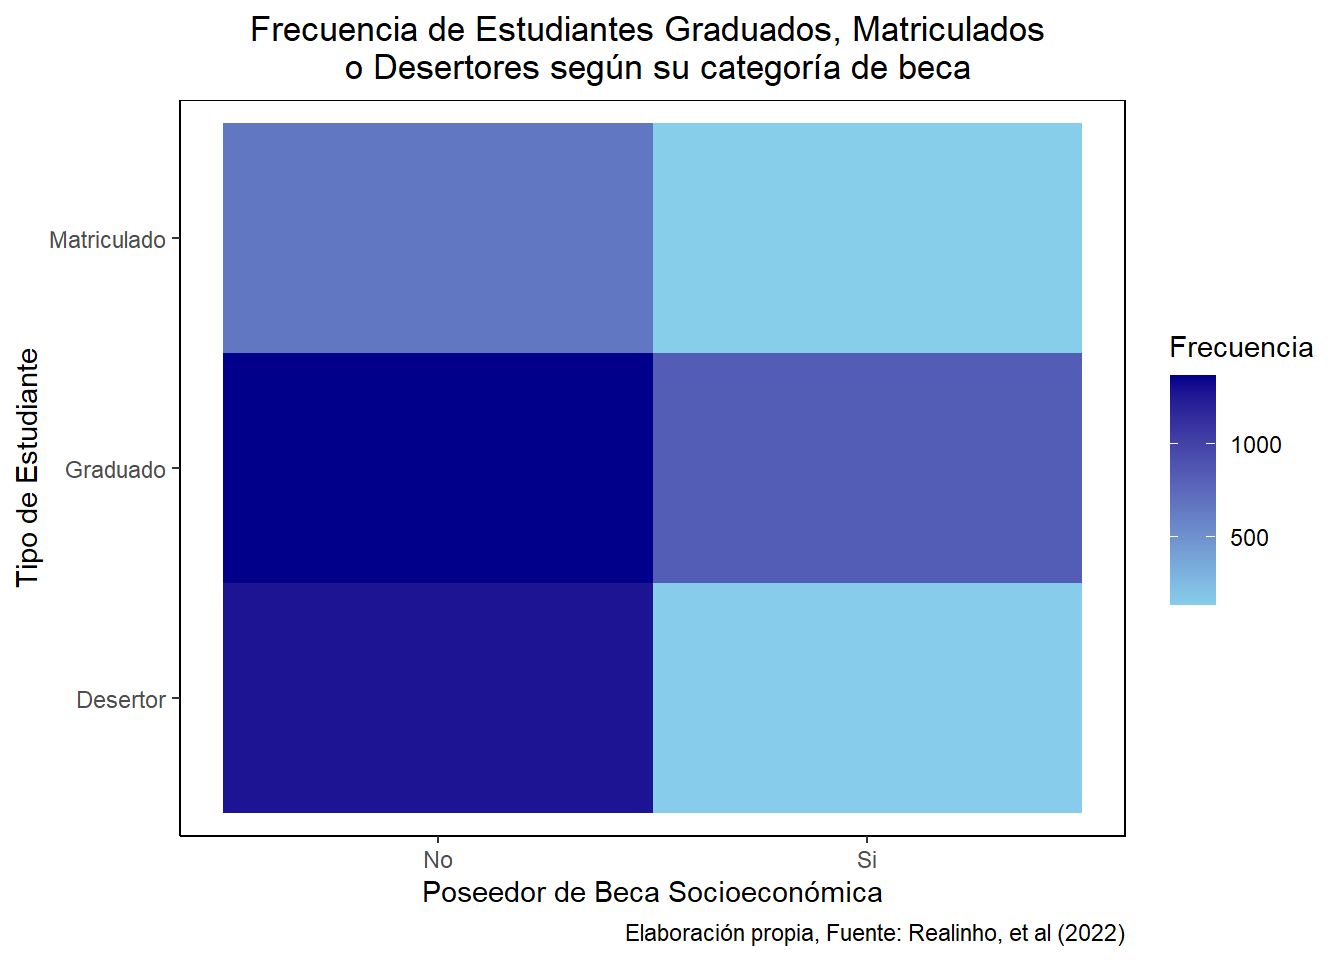 Frecuencia de Estudiantes Graduados, Matriculados
o Desertores según su categoría de beca
Tipo de Estudiante
Matriculado
Graduado
Desertor
No
Si
Poseedor de Beca Socioeconómica
Frecuencia
1000
500
Elaboración propia, Fuente: Realinho, et al (2022)